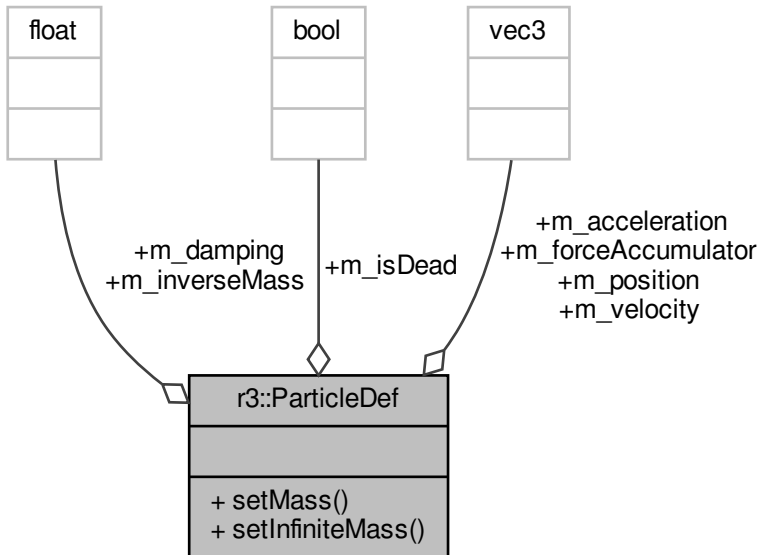 float
bool
vec3
+m_damping
+m_inverseMass
+m_isDead
+m_acceleration
+m_forceAccumulator
+m_position
+m_velocity
r3::ParticleDef
+ setMass()
+ setInfiniteMass()